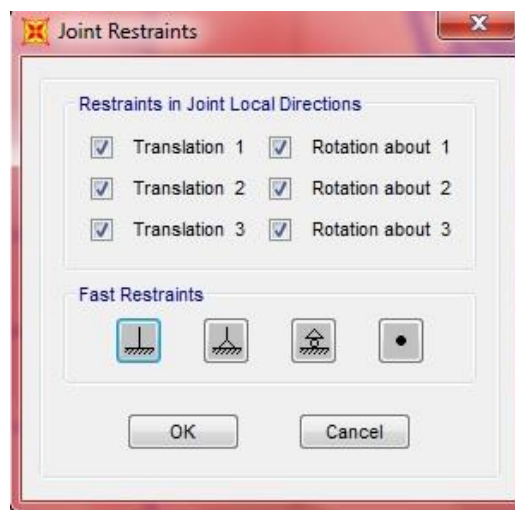 Joint Restraints
Restraints in Joint Local Directions
Translation 1 Rotation about 1
Translation 2 Rotation about 2
Translation 3 Rotation about 3
Fast Restraints
OK Cancel